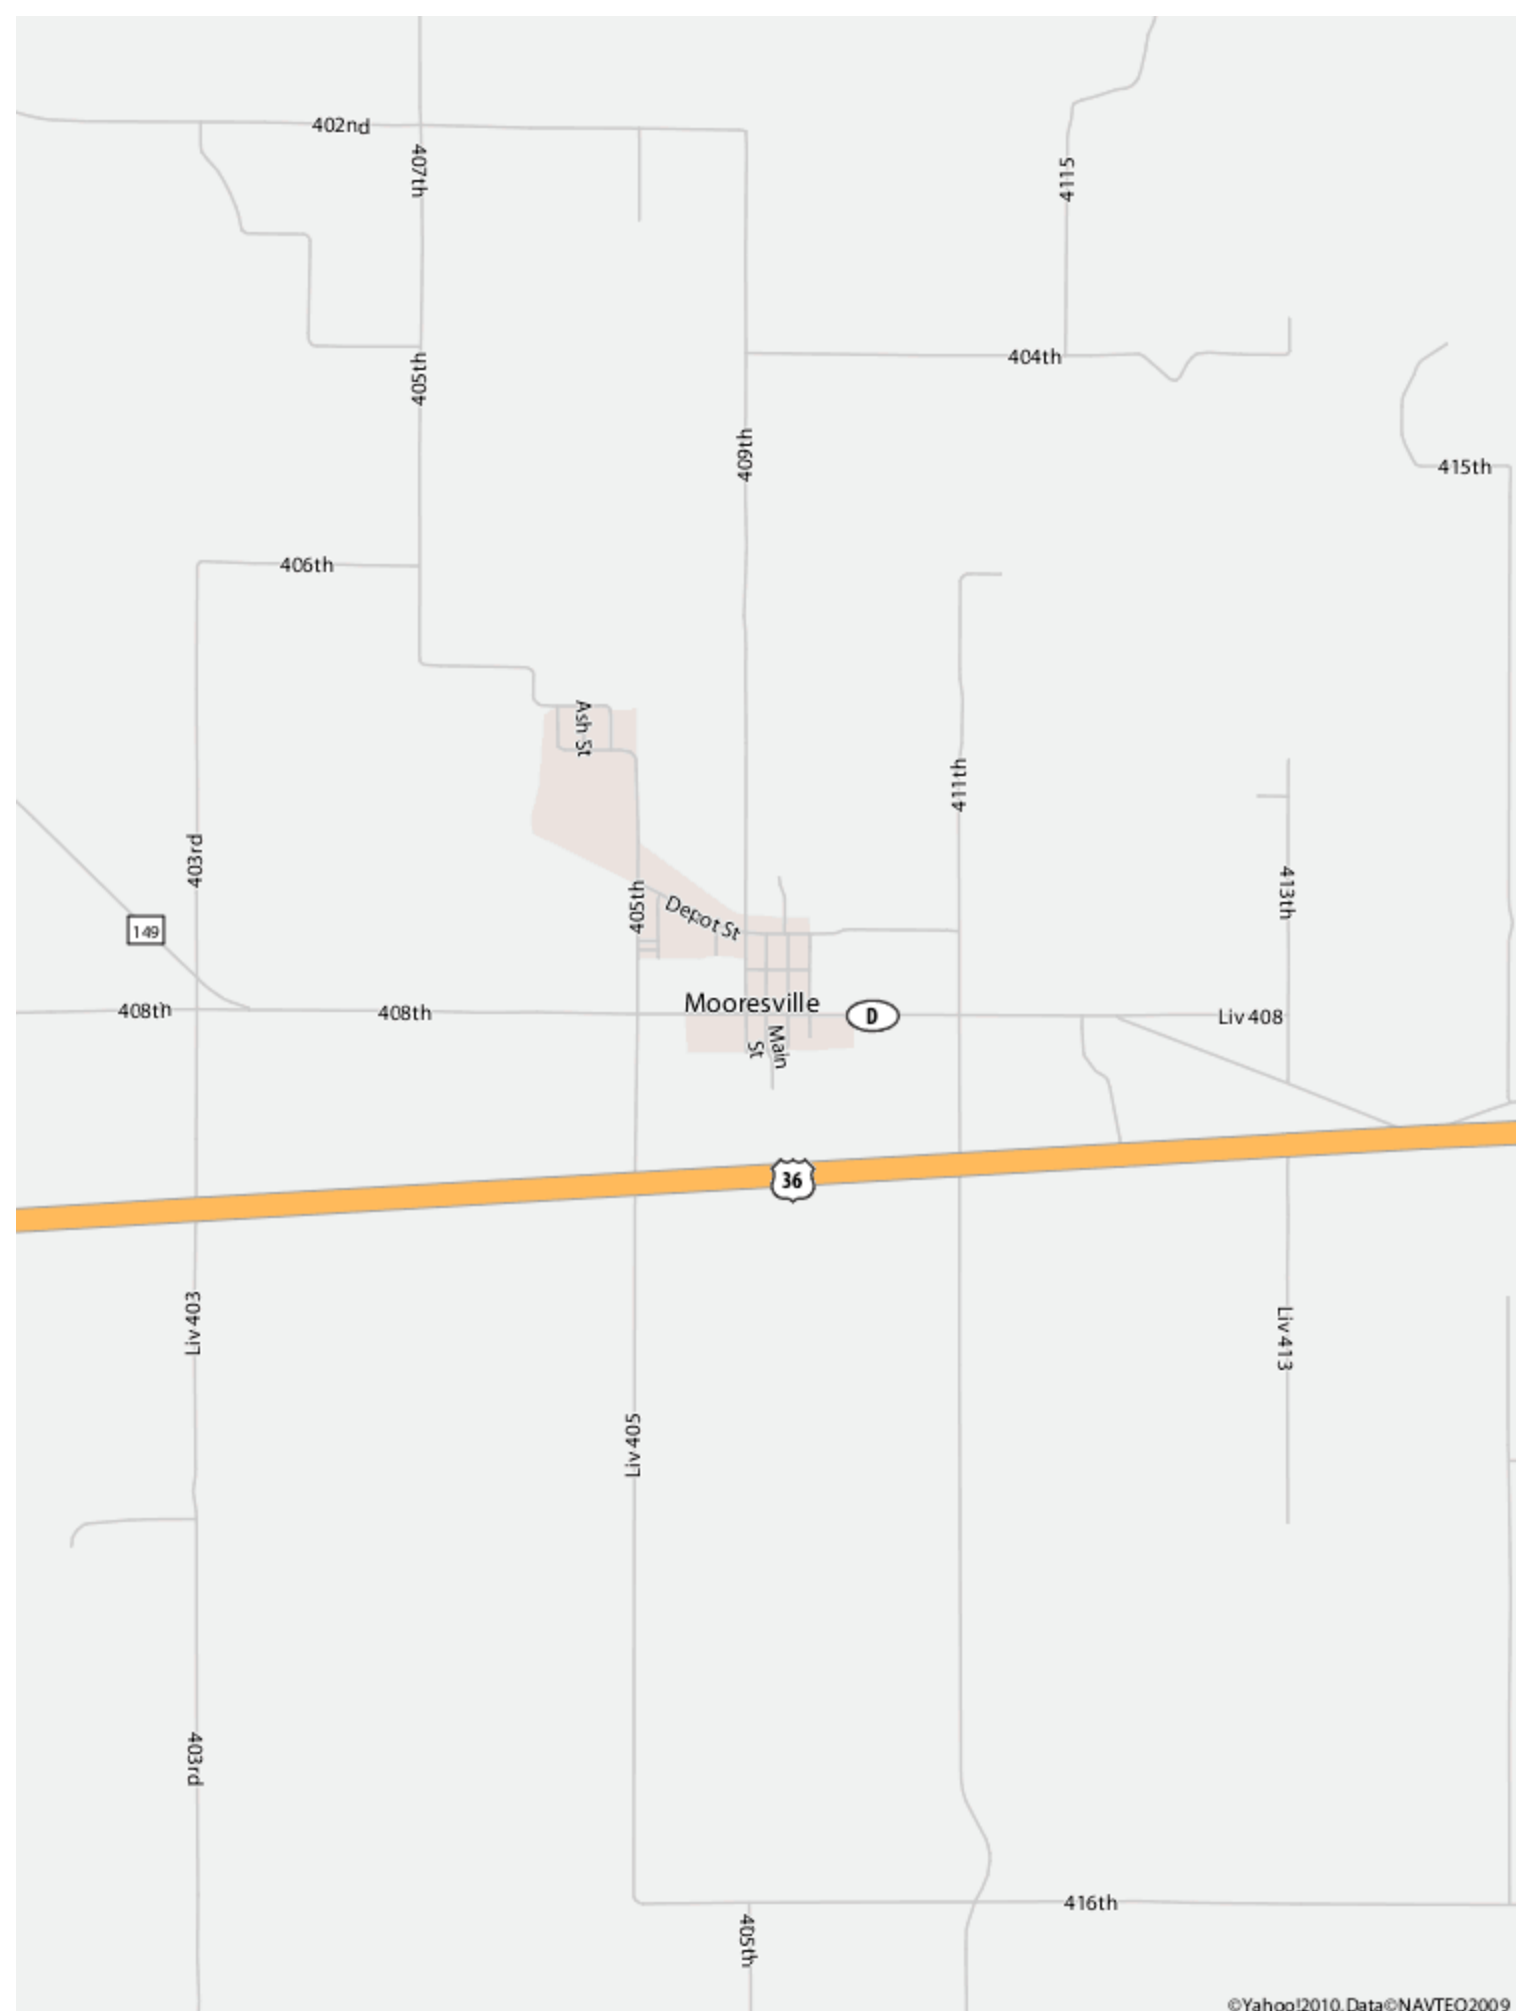 402nd
407th
4115
405th
404th
409th
415th
406th
Ash St
411th
403rd
413th
405th
Depot St
149
Mooresville
408th
408th
D
Liv 408
Main
St
36
Liv 403
Liv 413
Liv 405
403rd
416th
405th
©Yahoo!2010,Data©NAVTEQ2009